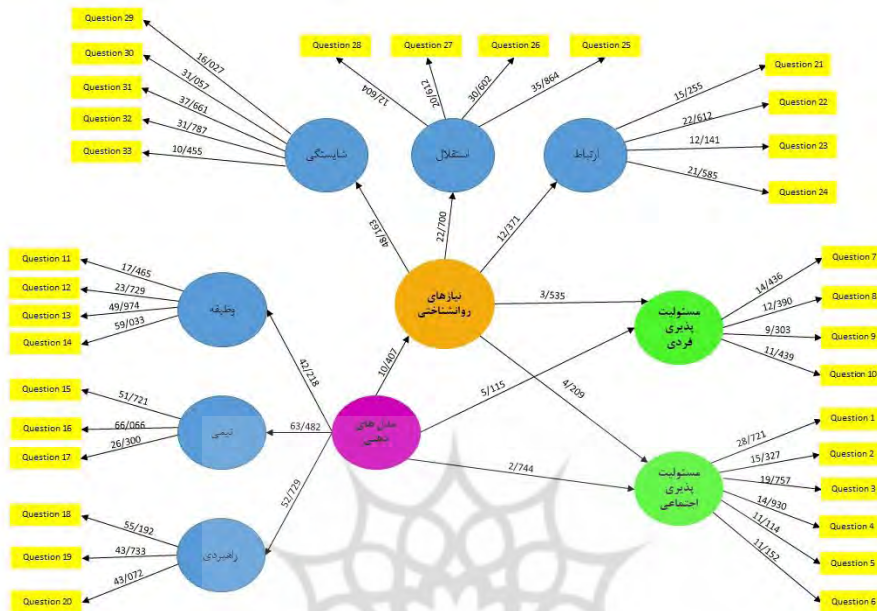 Question 29
Question 30
Question 31
Question 32
Question 33
16/027
31/057
37/661
31/787
10/455
شایستگی
Question 28
Question 27
Question 26
Question 25
12/604
20/612
30/602
35/864
استقلال
Question 21
Question 22
Question 23
Question 24
15/255
22/612
12/141
21/585
ارتباط
48/163
22/700
12/371
نیازهای
روانشناختی
Question 11
Question 12
Question 13
Question 14
17/465
23/729
49/974
59/033
وظیفه
Question 15
Question 16
Question 17
51/721
66/066
26/300
تیمی
Question 18
Question 19
Question 20
55/192
43/733
43/072
راهبردی
42/218
63/482
52/729
10/407
مدل های
ذهنی
3/535
5/115
4/209
2/744
مسئولیت
پذیری
فردی
14/436
12/390
9/303
11/439
Question 7
Question 8
Question 9
Question 10
مسئولیت
پذیری
اجتماعی
28/721
15/327
19/757
14/930
11/114
11/152
Question 1
Question 2
Question 3
Question 4
Question 5
Question 6